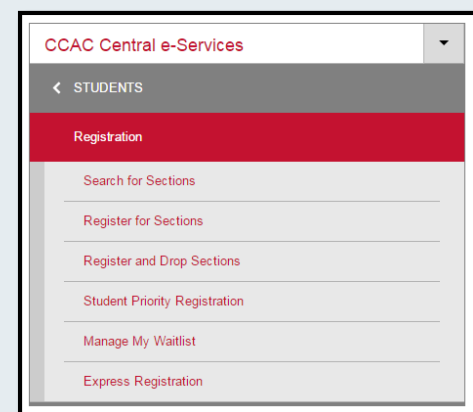 CCAC Central e-Services
STUDENTS
Registration
Search for Sections
Register for Sections
Register and Drop Sections
Student Priority Registration
Manage My Waitlist
Express Registration